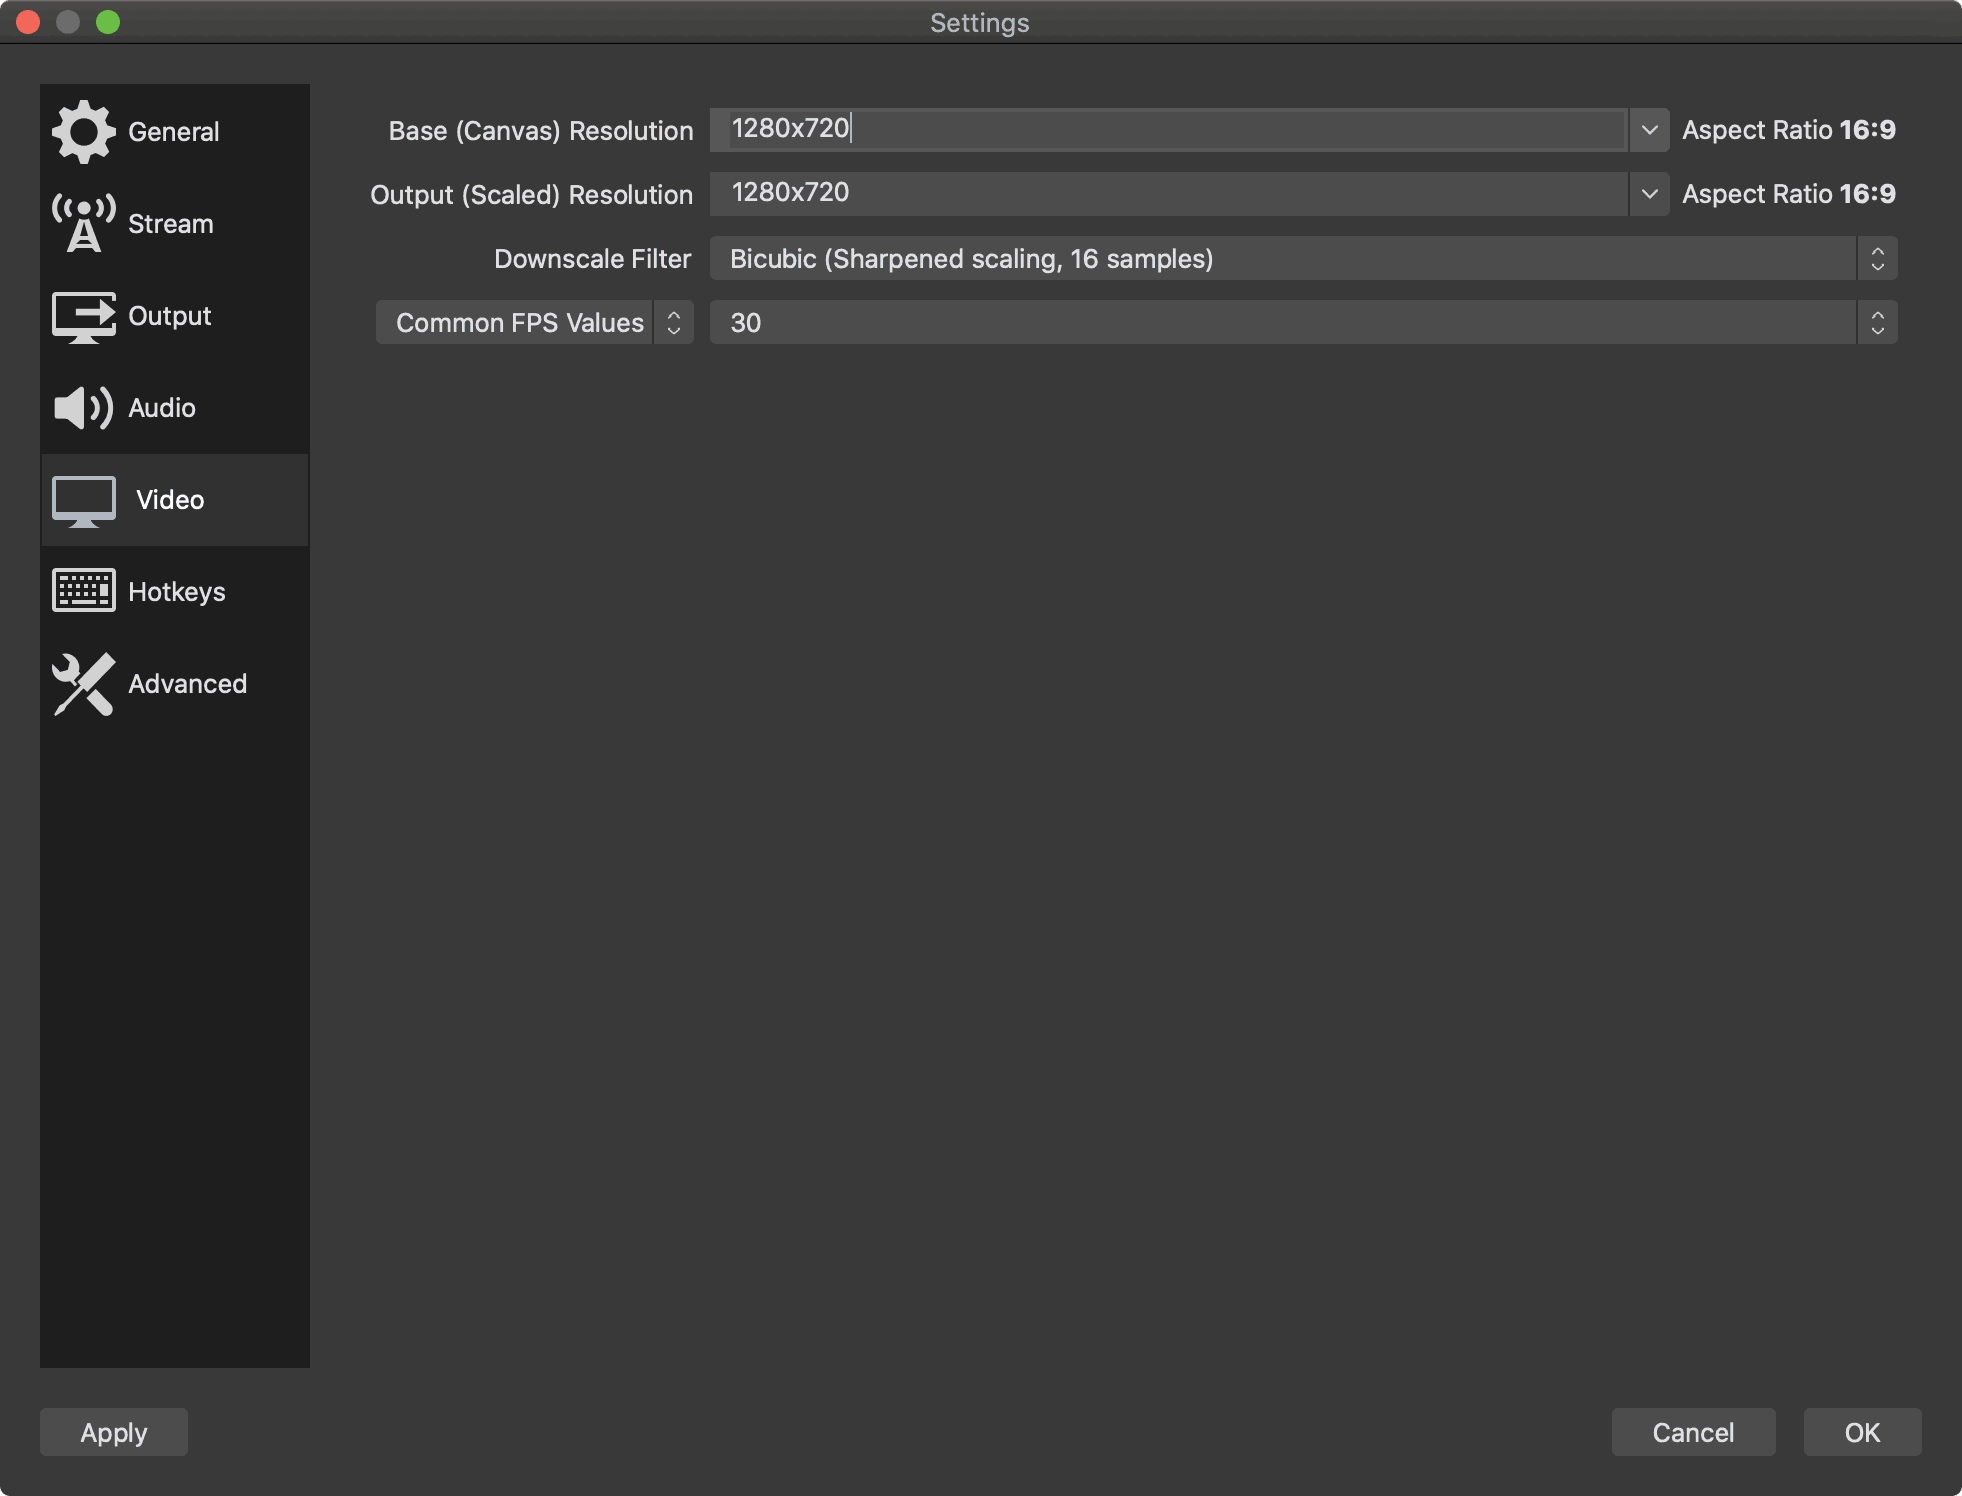 Settings
General
Stream
Output
Audio
Video
Hotkeys
Advanced
Base (Canvas) Resolution 1280x720 Aspect Ratio 16:9
Output (Scaled) Resolution 1280x720 Aspect Ratio 16:9
Downscale Filter Bicubic (Sharpened scaling, 16 samples)
Common FPS Values 30
Apply Cancel OK